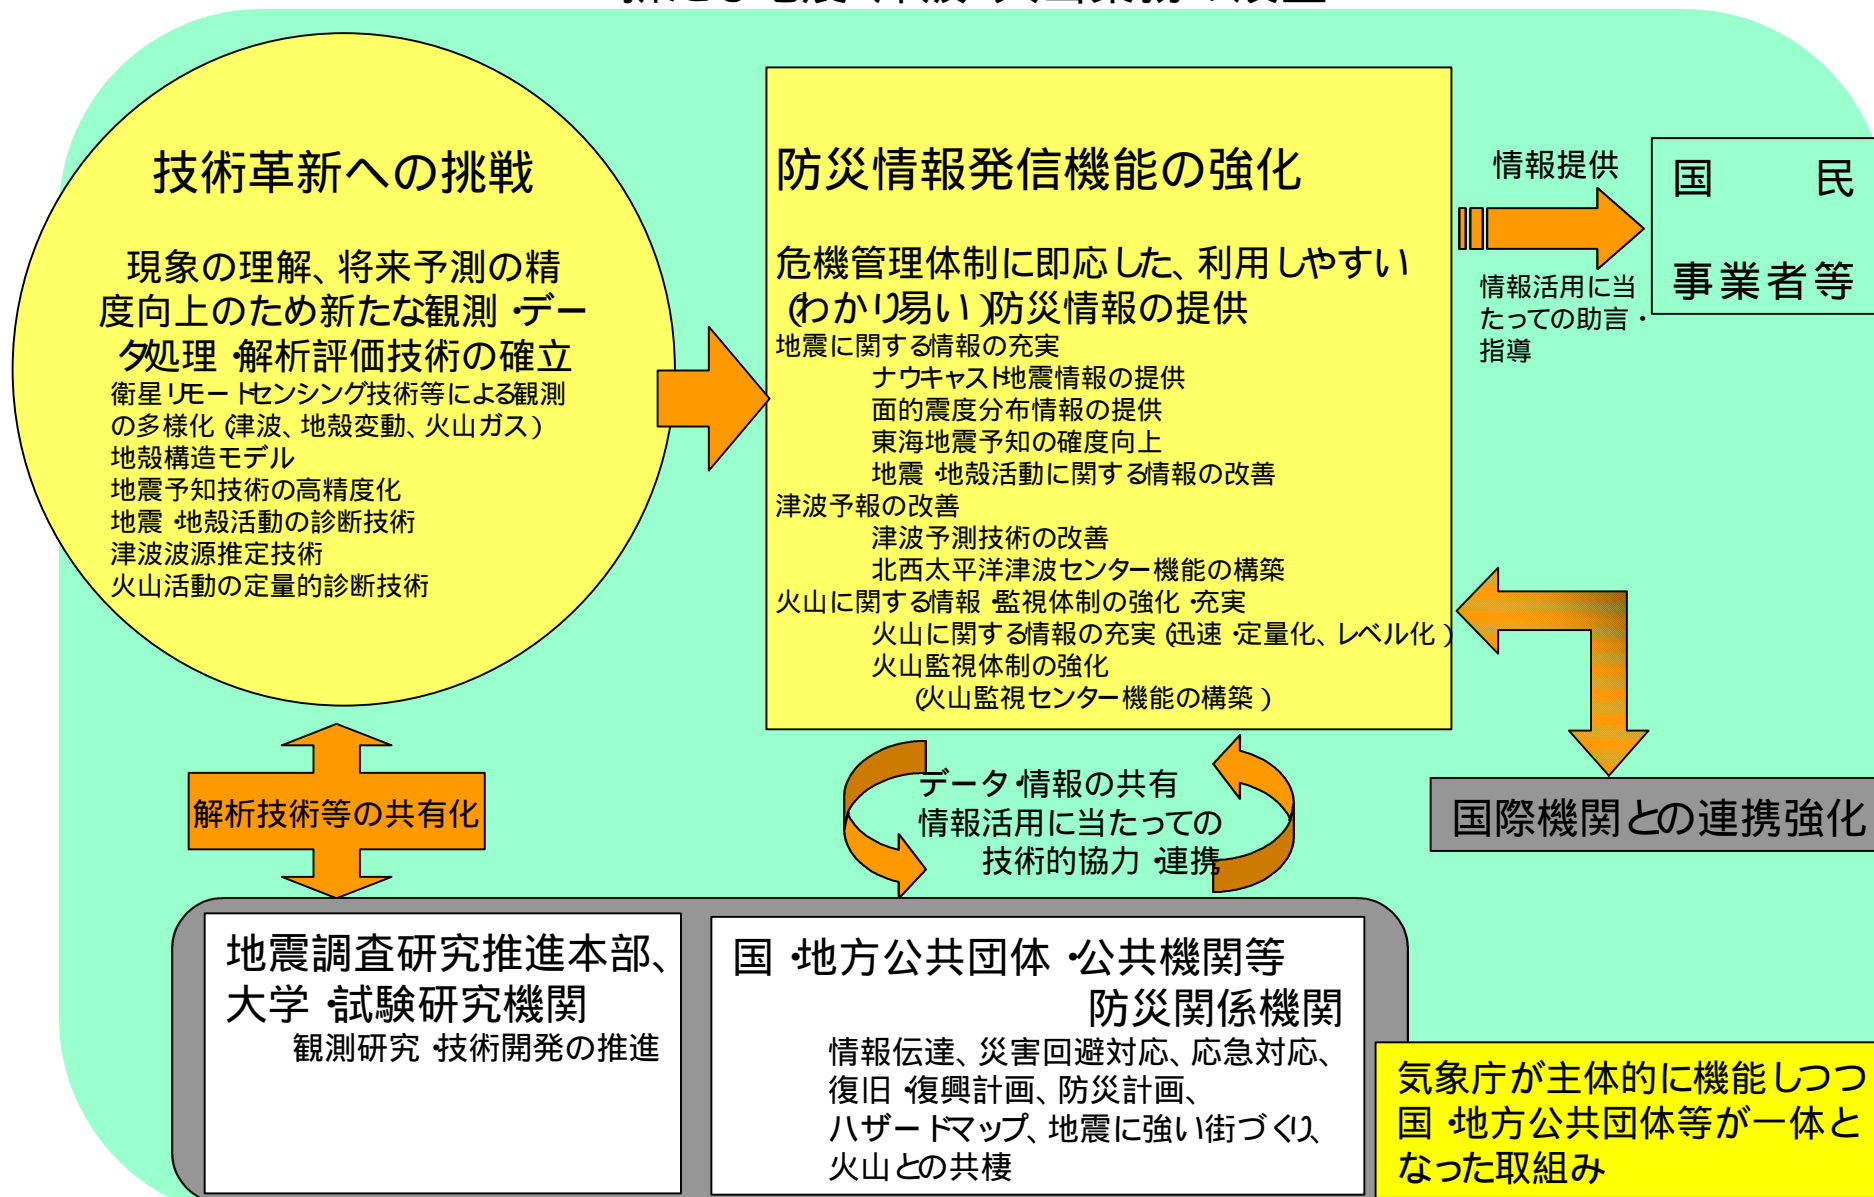 技術革新への挑戦
現象の理解、将来予測の精
度向上のため新たな観測・デー
タ処理・解析評価技術の確立
衛星リモートセンシング技術等による観測
の多様化(津波、地殻変動、火山ガス)
地殻構造モデル
地震予知技術の高精度化
地震・地殻活動の診断技術
津波波源推定技術
火山活動の定量的診断技術
防災情報発信機能の強化
危機管理体制に即応した、利用しやすい
(わかり易い)防災情報の提供
地震に関する情報の充実
ナウキャスト地震情報の提供
面的震度分布情報の提供
東海地震予知の確度向上
地震・地殻活動に関する情報の改善
津波予報の改善
津波予測技術の改善
北西太平洋津波センター機能の構築
火山に関する情報・監視体制の強化・充実
火山に関する情報の充実(迅速・定量化、レベル化)
火山監視体制の強化
(火山監視センター機能の構築)
情報提供
情報活用に当
たっての助言・
指導
国 民
事業者等
国際機関との連携強化
解析技術等の共有化
データ・情報の共有
情報活用に当たっての
技術的協力・連携
地震調査研究推進本部、
大学・試験研究機関
観測研究・技術開発の推進
国・地方公共団体・公共機関等
防災関係機関
情報伝達、災害回避対応、応急対応、
復旧・復興計画、防災計画、
ハザードマップ、地震に強い街づくり、
火山との共棲
気象庁が主体的に機能しつつ
国・地方公共団体等が一体と
なった取組み